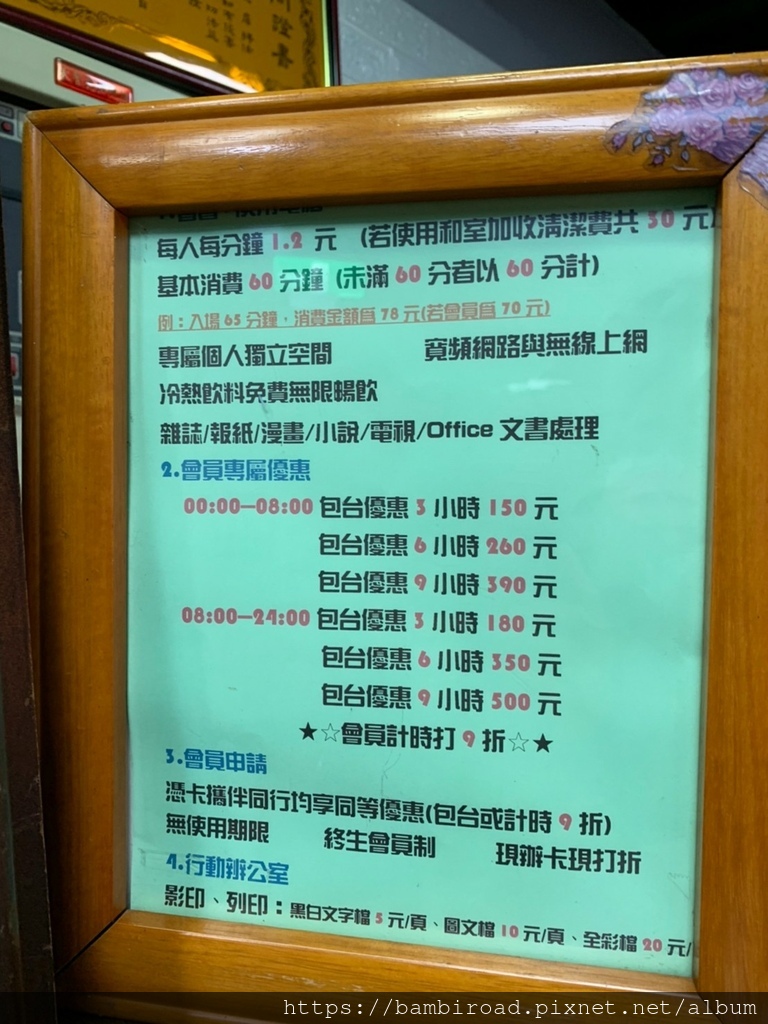 每人每分鐘 1.2 元 (若使用和室加收清潔費共 30 元
基本消費 60 分鐘 (未滿 60 分者以 60 分計)
例：入場 65 分鐘，消費金額為 78 元(若會員為 70 元)
專屬個人獨立空間 寬頻網路與無線上網
冷熱飲料免費無限暢飲
雜誌/報紙/漫畫/小說/電視/Office 文書處理
2.會員專屬優惠
00:00—08:00 包台優惠 3 小時 150 元
包台優惠 6 小時 260 元
包台優惠 9 小時 390 元
08:00—24:00 包台優惠 3 小時 180 元
包台優惠 6 小時 350 元
包台優惠 9 小時 500 元
★☆會員計時打 9 折☆★
3.會員申請
憑卡攜伴同行均享同等優惠(包台或計時 9 折)
無使用期限 終生會員制 現辦卡現打折
4.行動辦公室
影印、列印：黑白文字檔 5 元/頁、圖文檔 10 元/頁、全彩檔 20 元/
https://bambiroad.pixnet.net/album